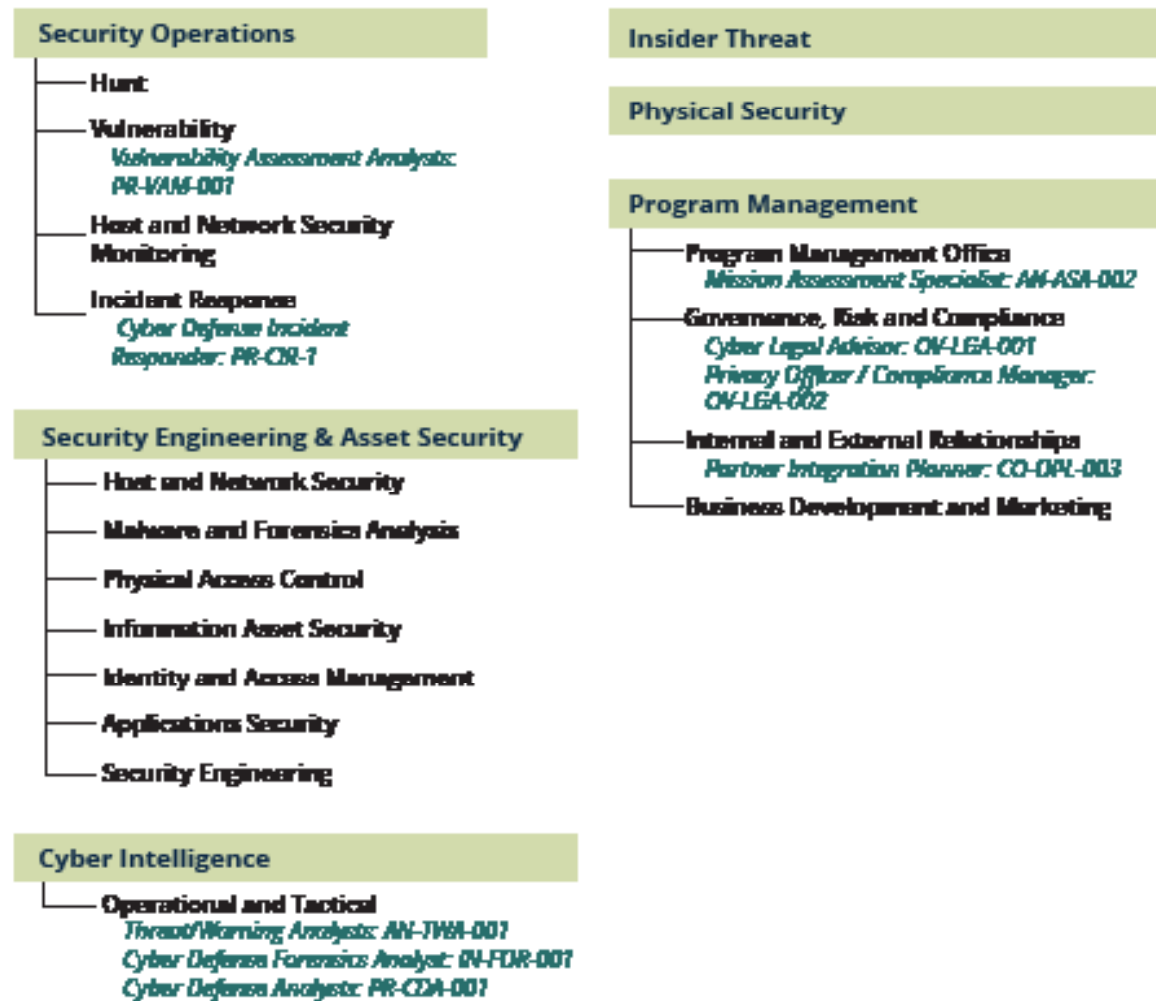 Security Operations
Hunt
Vulnerability
Vulnerability Assessment Analysts:
PR-VAM-001
Host and Network Security
Monitoring
Incident Response
Cyber Defense Incident
Responder: PR-CIR-1
Security Engineering & Asset Security
Host and Network Security
Malware and Forensics Analysis
Physical Access Control
Information Asset Security
Identity and Access Management
Applications Security
Security Engineering
Cyber Intelligence
Operational and Tactical
Threat/Warning Analysts: AN-TWA-001
Cyber Defense Forensics Analyst: IN-FOR-001
Cyber Defense Analysts: PR-CDA-001
Insider Threat
Physical Security
Program Management
Program Management Office
Mission Assessment Specialist: AN-ASA-002
Governance, Risk and Compliance
Cyber Legal Advisor: OV-LGA-001
Privacy Officer / Compliance Manager:
OV-LGA-002
Internal and External Relationships
Partner Integration Planner: CO-OPL-003
Business Development and Marketing